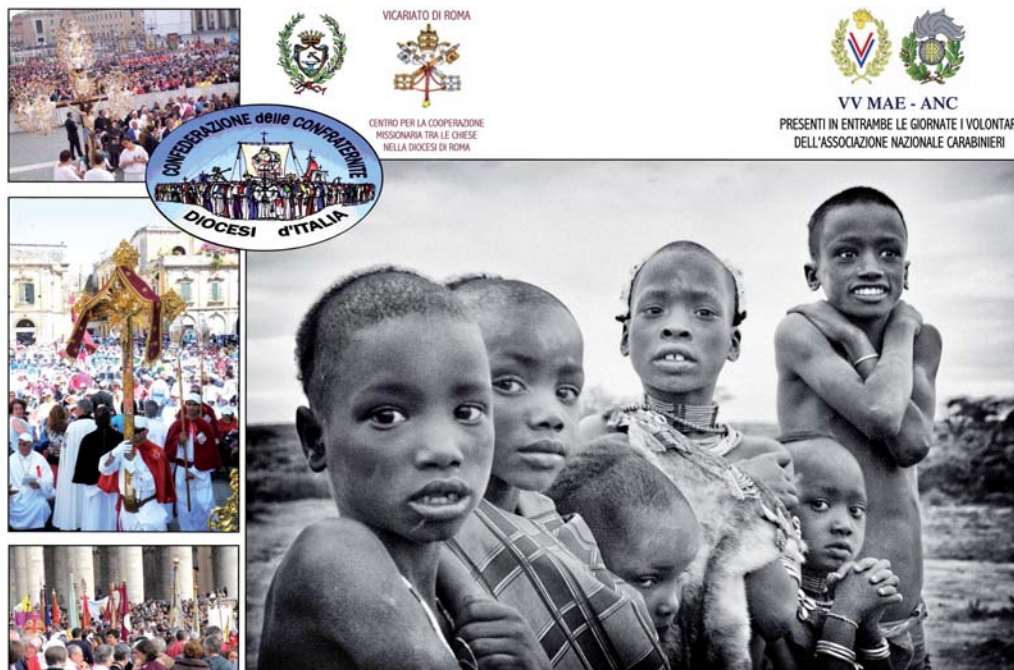 VICARIATO DI ROMA
CENTRO PER LA COOPERAZIONE
MISSIONARIA TRA LE CHIESE
NELLA DIOCESI DI ROMA
VV MAE - ANC
PRESENTI IN ENTRAMBE LE GIORNATE I VOLONTAR
DELL'ASSOCIAZIONE NAZIONALE CARABINIERI
CONFEDERAZIONE delle CONFRATERNITE
DIOCESI d'ITALIA